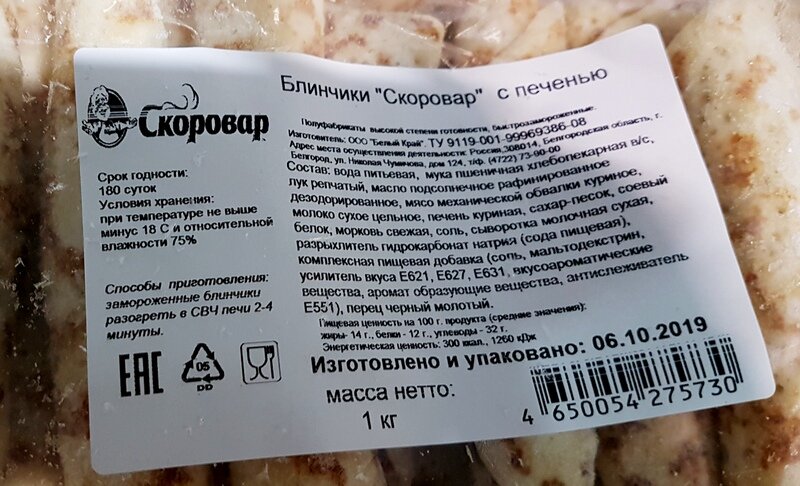 Скоровар
Срок годности:
180 суток
Условия хранения:
при температуре не выше
минус 18 С и относительной
влажности 75%
Способы приготовления:
замороженные блинчики
разогреть в СВЧ печи 2-4
минуты.
EAC
05
DD
Блинчики "Скоровар" с печенью
Полуфабрикаты высокой степени готовности, быстрозамороженные.
Изготовитель: ООО "Белый Край". ТУ 9119-001-99969386-08
Адрес места осуществления деятельности: Россия,308014, Белгородская область, г.
Белгород, ул. Николая Чумичова, дом 124, т/ф. (4722) 73-90-00
Состав: вода питьевая, мука пшеничная хлебопекарная в/с,
лук репчатый, масло подсолнечное рафинированное
дезодорированное, мясо механической обвалки куриное,
молоко сухое цельное, печень куриная, сахар-песок, соевый
белок, морковь свежая, соль, сыворотка молочная сухая,
разрыхлитель гидрокарбонат натрия (сода пищевая),
комплексная пищевая добавка (соль, мальтодекстрин,
усилитель вкуса Е621, Е627, Е631, вкусоароматические
вещества, аромат образующие вещества, антислеживатель
Е551), перец черный молотый.
Пищевая ценность на 100 г. продукта (средние значения):
жиры- 14 г., белки - 12 г., углеводы - 32 г.
Энергетическая ценность: 300 ккал., 1260 кДж
Изготовлено и упаковано: 06.10.2019
масса нетто:
1 кг
4 650054 275730